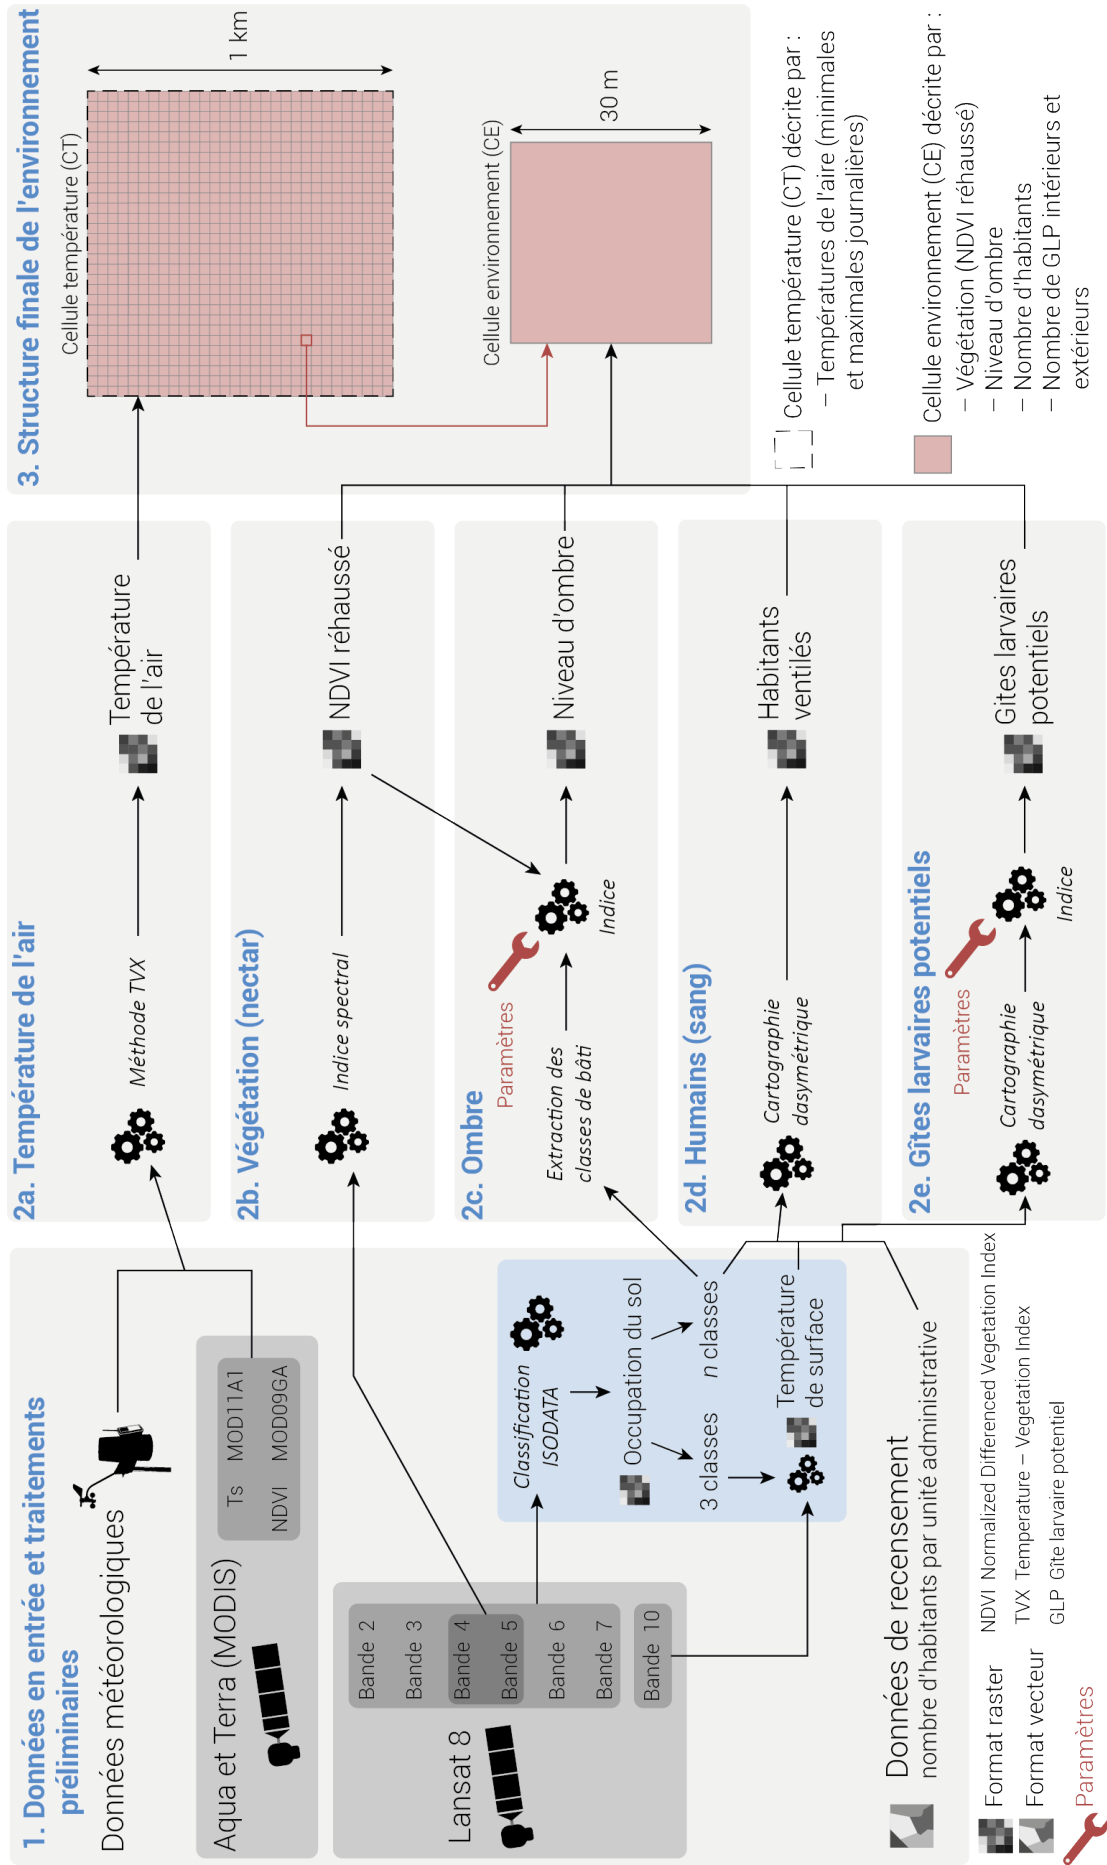 1. Données en entrée et traitements
préliminaires
Données météorologiques
Aqua et Terra (MODIS)
Ts MOD11A1
NDVI MOD09GA
Lansat 8
Bande 2
Bande 3
Bande 4
Bande 5
Bande 6
Bande 7
Bande 10
Classification
ISODATA
Occupation du sol
3 classes
n classes
Température
de surface
Données de recensement
nombre d'habitants par unité administrative
2a. Température de l'air
Méthode TVX
Température
de l'air
2b. Végétation (nectar)
Indice spectral
NDVI réhaussé
2c. Ombre
Paramètres
Extraction des
classes de bâti
Indice
Niveau d'ombre
2d. Humains (sang)
Cartographie
dasymétrique
Habitants
ventilés
2e. Gîtes larvaires potentiels
Paramètres
Cartographie
dasymétrique
Indice
Gites larvaires
potentiels
3. Structure finale de l'environnement
Cellule température (CT)
1 km
Cellule environnement (CE)
30 m
Cellule température (CT) décrite par :
– Températures de l'aire (minimales
et maximales journalières)
Cellule environnement (CE) décrite par :
– Végétation (NDVI réhaussé)
– Niveau d'ombre
– Nombre d'habitants
– Nombre de GLP intérieurs et
extérieurs
Format raster
Format vecteur
Paramètres
NDVI Normalized Differenced Vegetation Index
TVX Temperature – Vegetation Index
GLP Gîte larvaire potentiel